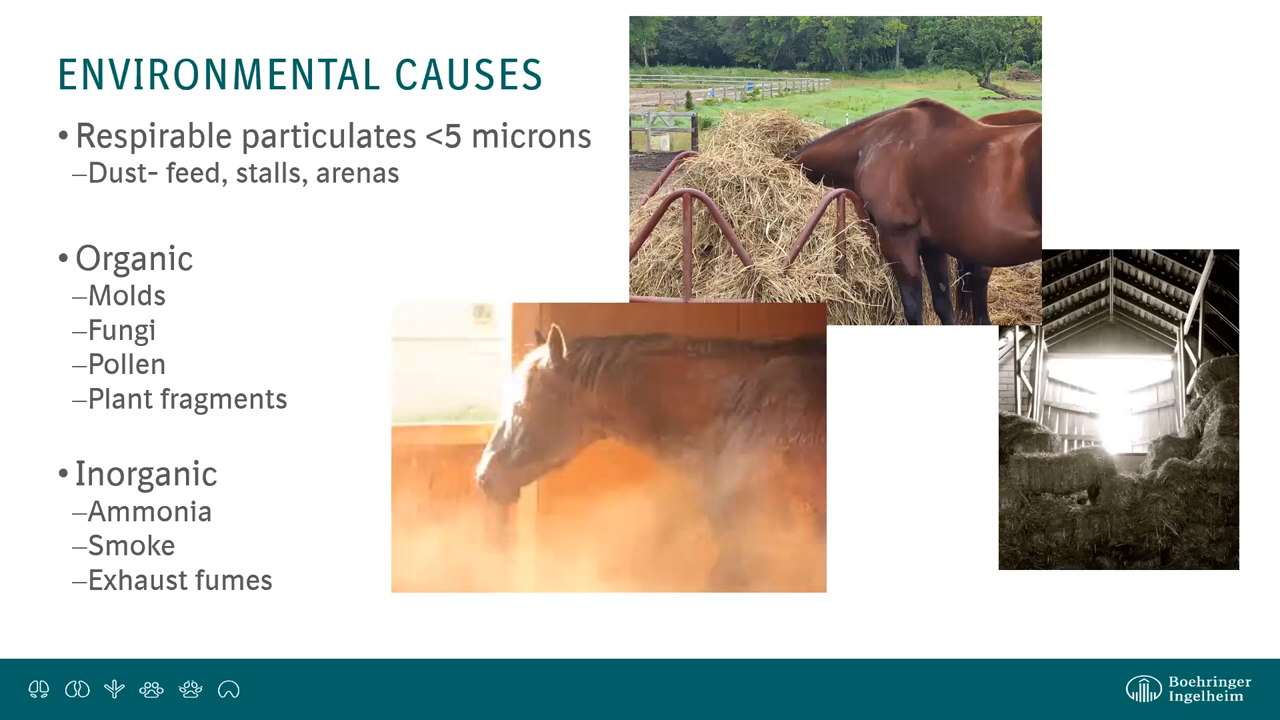 ENVIRONMENTAL CAUSES
• Respirable particulates <5 microns
–Dust- feed, stalls, arenas
• Organic
–Molds
–Fungi
–Pollen
–Plant fragments
• Inorganic
–Ammonia
–Smoke
–Exhaust fumes
Boehringer
Ingelheim